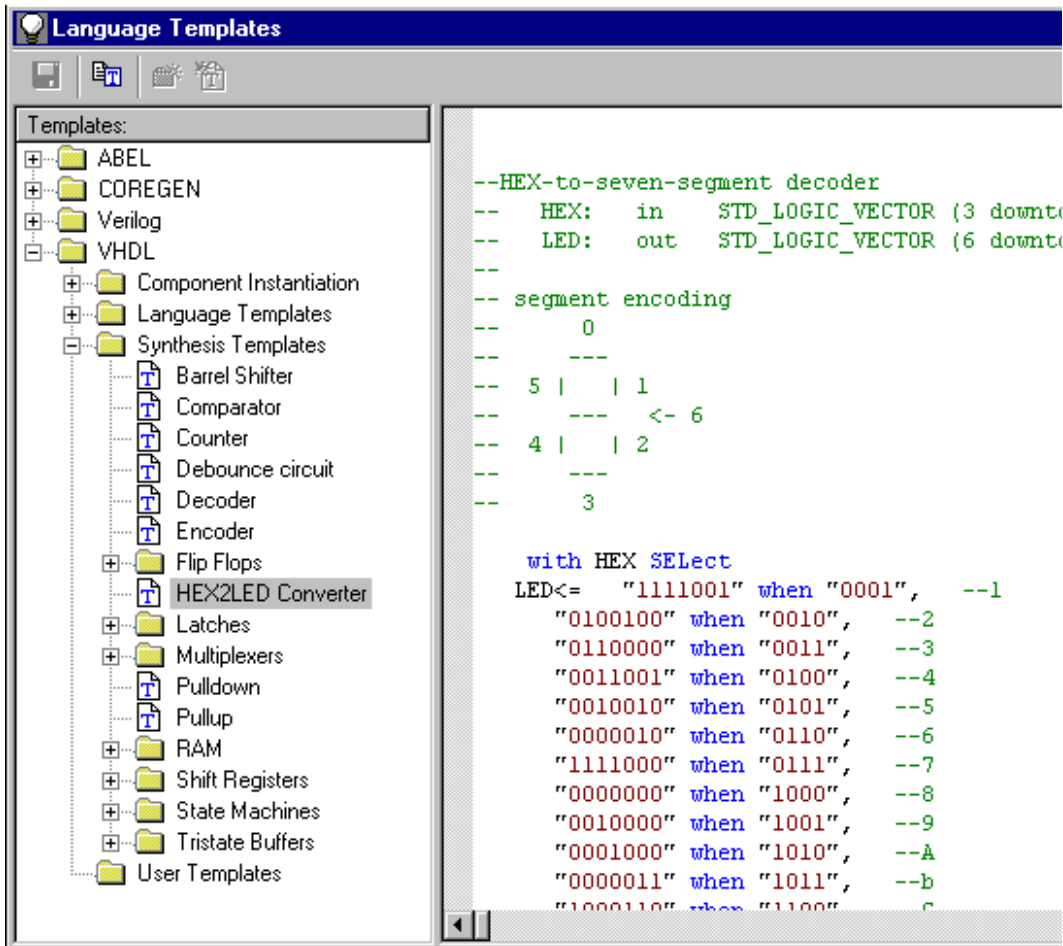 Language Templates
Templates:
ABEL
COREGEN
Verilog
VHDL
Component Instantiation
Language Templates
Synthesis Templates
Barrel Shifter
Comparator
Counter
Debounce circuit
Decoder
Encoder
Flip Flops
HEX2LED Converter
Latches
Multiplexers
Pulldown
Pullup
RAM
Shift Registers
State Machines
Tristate Buffers
User Templates
--HEX-to-seven-segment decoder
--   HEX:   in    STD_LOGIC_VECTOR (3 downto
--   LED:   out   STD_LOGIC_VECTOR (6 downto
--
-- segment encoding
--      0
--     ---
--  5 |   | 1
--     ---   <- 6
--  4 |   | 2
--     ---
--      3
with HEX SELect
LED<=   "1111001" when "0001",   --1
"0100100" when "0010",   --2
"0110000" when "0011",   --3
"0011001" when "0100",   --4
"0010010" when "0101",   --5
"0000010" when "0110",   --6
"1111000" when "0111",   --7
"0000000" when "1000",   --8
"0010000" when "1001",   --9
"0001000" when "1010",   --A
"0000011" when "1011",   --b
"1000110" when "1100",   --C